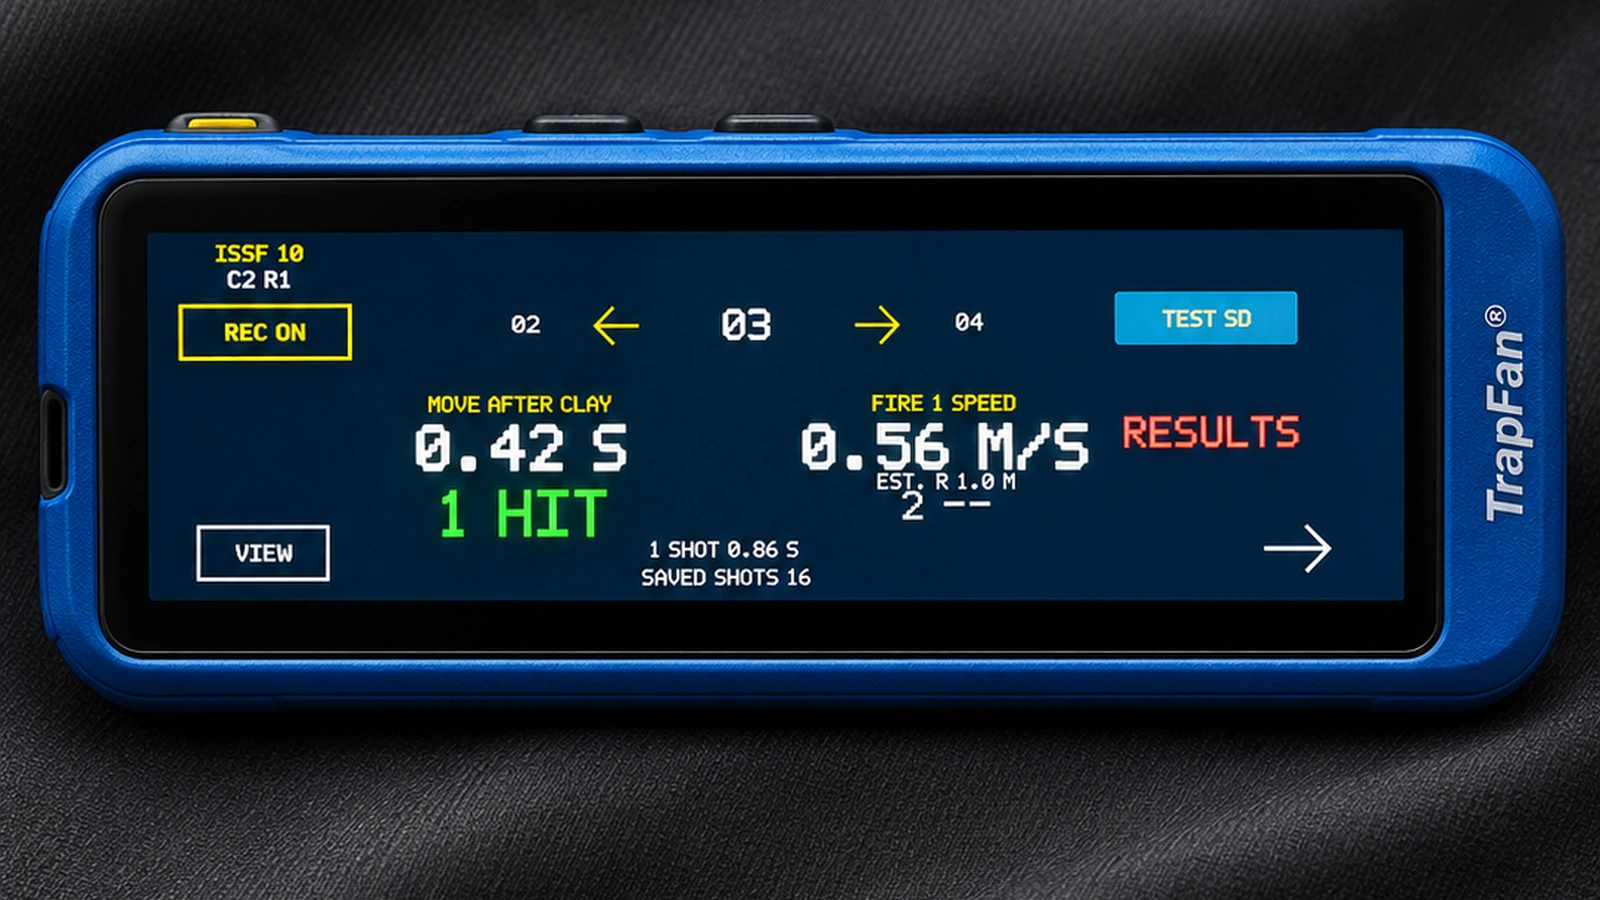 ISSF 10
C2 R1
REC ON
02 ← 03 → 04
TEST SD
MOVE AFTER CLAY
0.42 S
1 HIT
FIRE 1 SPEED
0.56 M/S
EST. R 1.0 M
2 --
RESULTS
1 SHOT 0.86 S
SAVED SHOTS 16
VIEW
→
TrapFan®